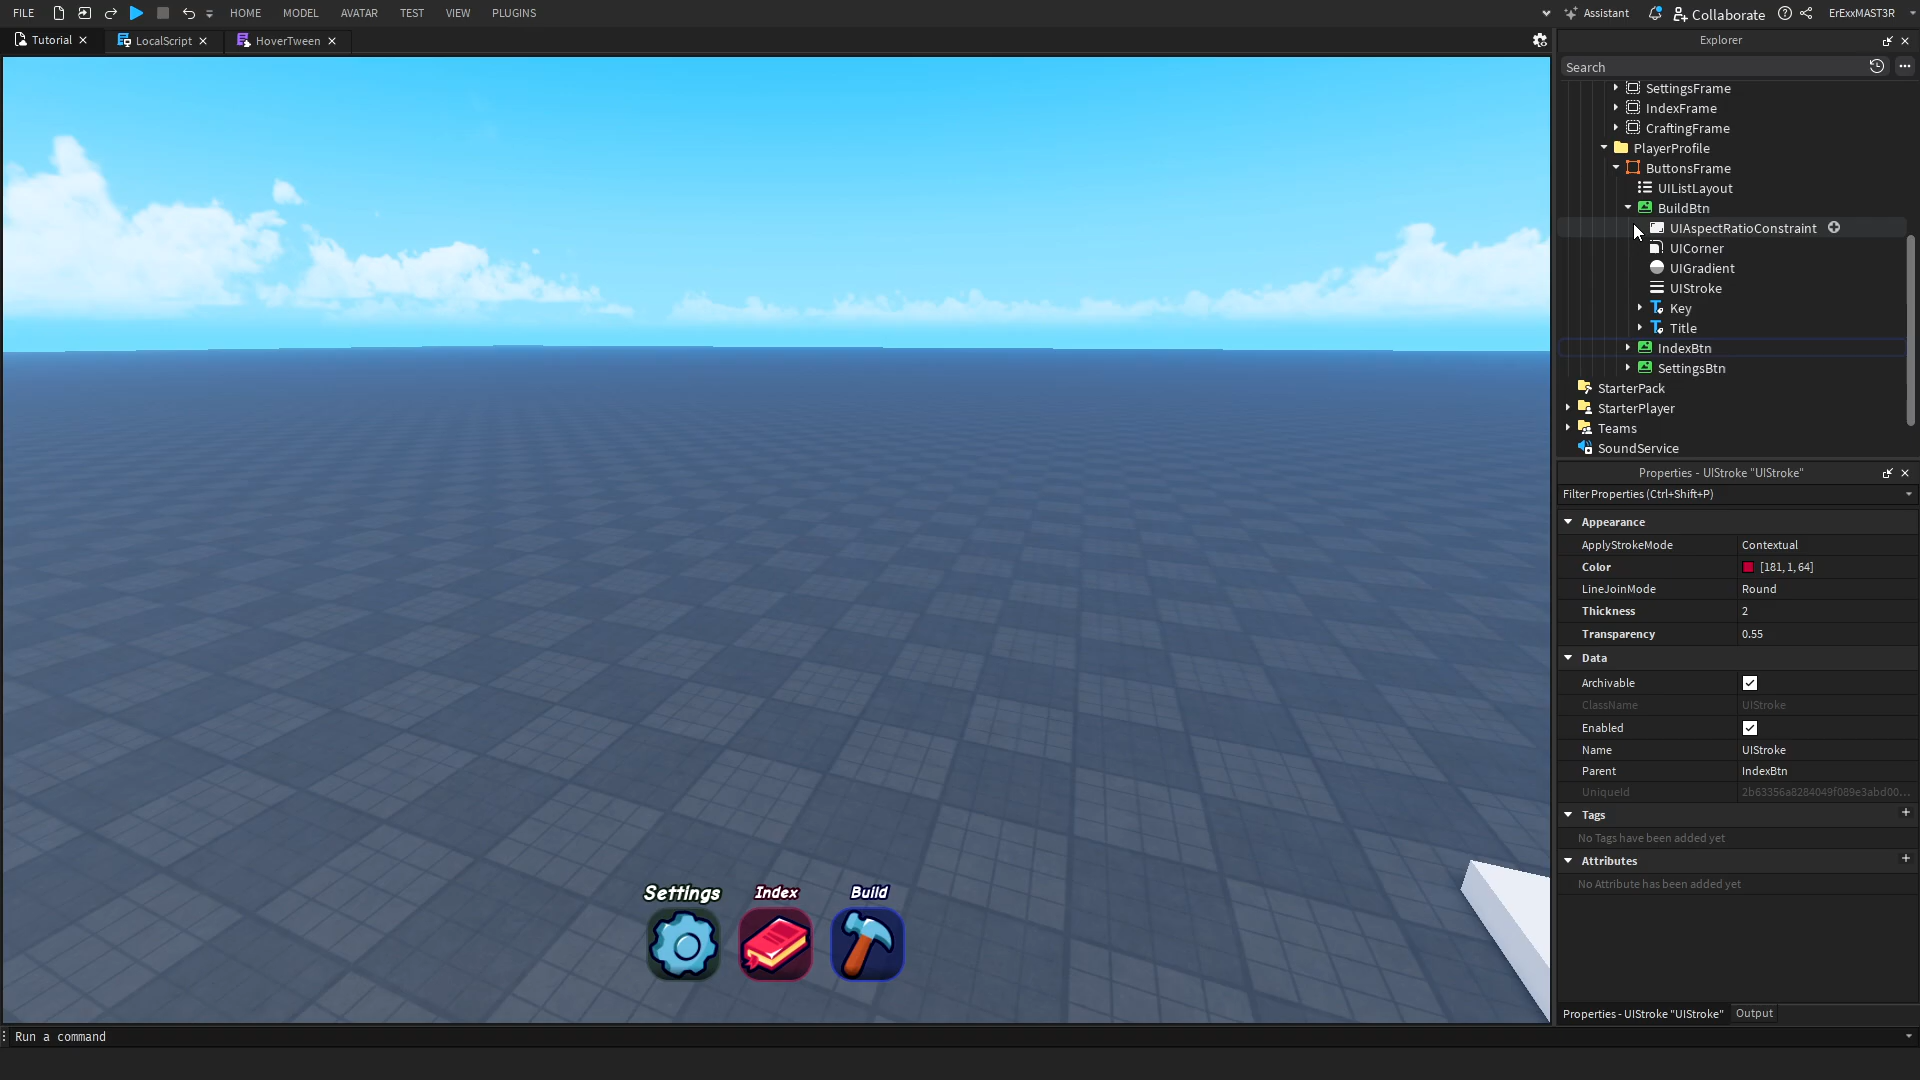 FILE HOME MODEL AVATAR TEST VIEW PLUGINS Assistant Collaborate ErExxMAST3R
Tutorial LocalScript HoverTween
Explorer
Search
SettingsFrame
IndexFrame
CraftingFrame
PlayerProfile
ButtonsFrame
UIListLayout
BuildBtn
UIAspectRatioConstraint
UICorner
UIGradient
UIStroke
Key
Title
IndexBtn
SettingsBtn
StarterPack
StarterPlayer
Teams
SoundService
Properties - UIStroke "UIStroke"
Filter Properties (Ctrl+Shift+P)
Appearance
ApplyStrokeMode Contextual
Color [181, 1, 64]
LineJoinMode Round
Thickness 2
Transparency 0.55
Data
Archivable
ClassName UIStroke
Enabled
Name UIStroke
Parent IndexBtn
UniqueId 2b63356a8284049f089e3abd00...
Tags
No Tags have been added yet
Attributes
No Attribute has been added yet
Settings Index Build
Properties - UIStroke "UIStroke" Output
Run a command